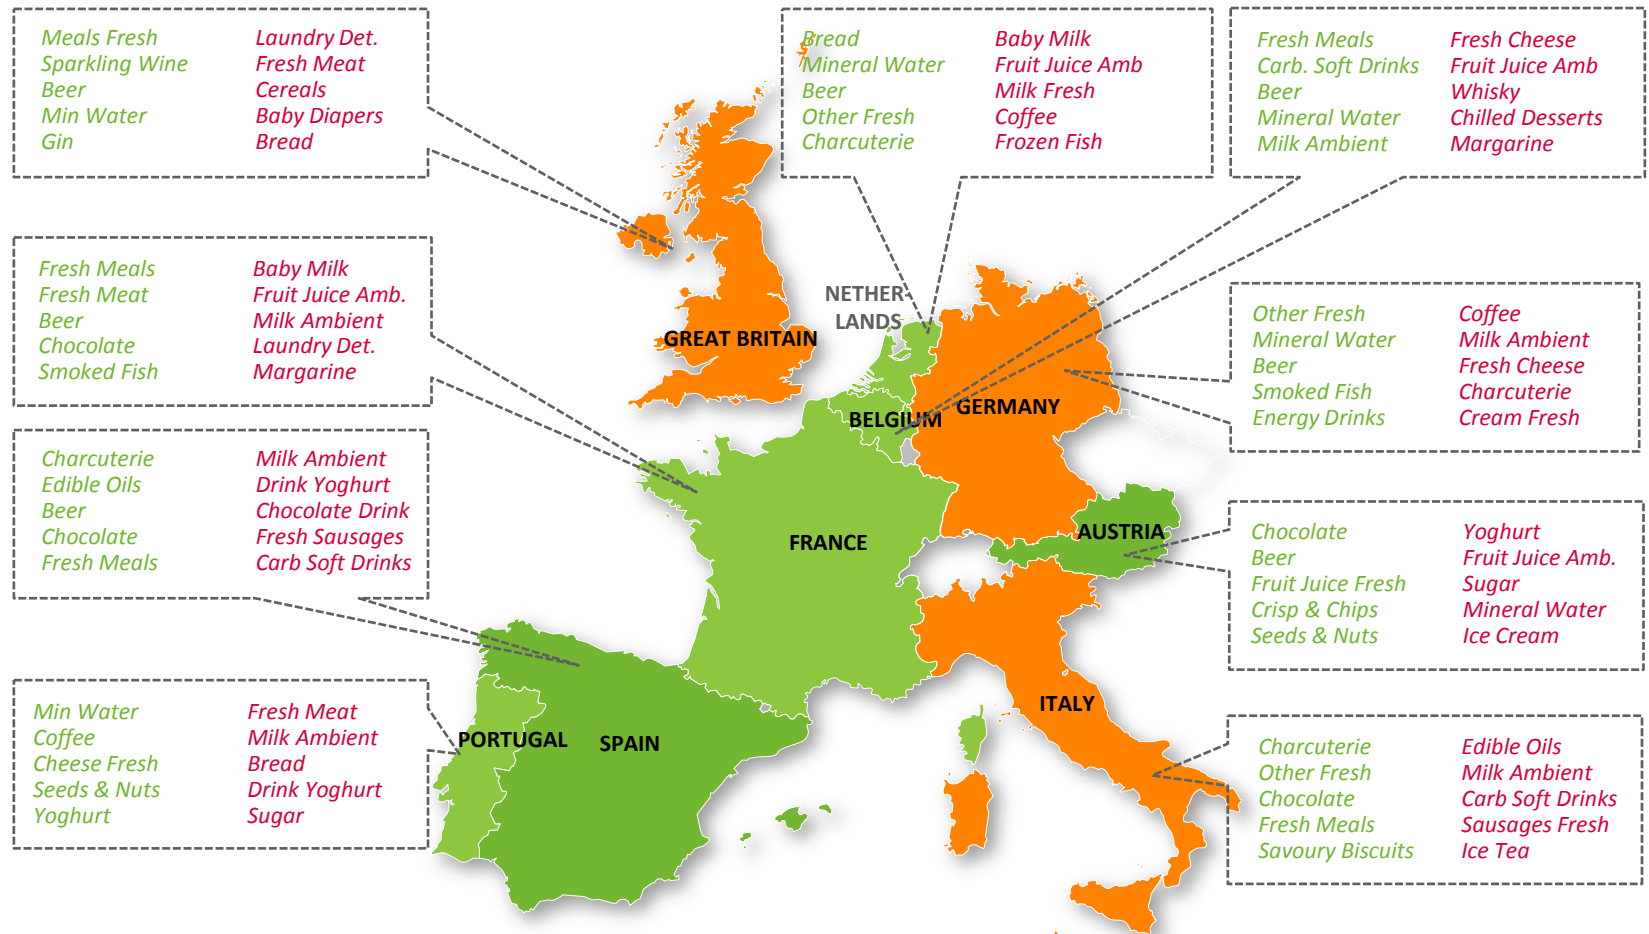 Meals Fresh Laundry Det.
Sparkling Wine Fresh Meat
Beer Cereals
Min Water Baby Diapers
Gin Bread
Bread Baby Milk
Mineral Water Fruit Juice Amb
Beer Milk Fresh
Other Fresh Coffee
Charcuterie Frozen Fish
Fresh Meals Fresh Cheese
Carb. Soft Drinks Fruit Juice Amb
Beer Whisky
Mineral Water Chilled Desserts
Milk Ambient Margarine
Fresh Meals Baby Milk
Fresh Meat Fruit Juice Amb.
Beer Milk Ambient
Chocolate Laundry Det.
Smoked Fish Margarine
NETHER-
LANDS
GREAT BRITAIN
BELGIUM
GERMANY
Other Fresh Coffee
Mineral Water Milk Ambient
Beer Fresh Cheese
Smoked Fish Charcuterie
Energy Drinks Cream Fresh
Charcuterie Milk Ambient
Edible Oils Drink Yoghurt
Beer Chocolate Drink
Chocolate Fresh Sausages
Fresh Meals Carb Soft Drinks
FRANCE
AUSTRIA
Chocolate Yoghurt
Beer Fruit Juice Amb.
Fruit Juice Fresh Sugar
Crisp & Chips Mineral Water
Seeds & Nuts Ice Cream
Min Water Fresh Meat
Coffee Milk Ambient
Cheese Fresh Bread
Seeds & Nuts Drink Yoghurt
Yoghurt Sugar
PORTUGAL
SPAIN
ITALY
Charcuterie Edible Oils
Other Fresh Milk Ambient
Chocolate Carb Soft Drinks
Fresh Meals Sausages Fresh
Savoury Biscuits Ice Tea